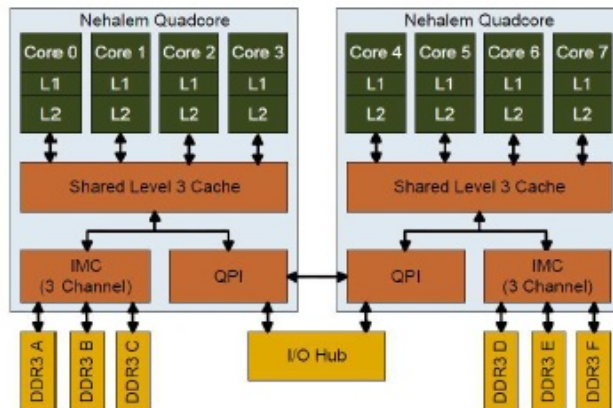 Nehalem Quadcore
Core 0 Core 1 Core 2 Core 3
L1 L1 L1 L1
L2 L2 L2 L2
Shared Level 3 Cache
IMC
(3 Channel)
QPI
DDR3 A
DDR3 B
DDR3 C
Nehalem Quadcore
Core 4 Core 5 Core 6 Core 7
L1 L1 L1 L1
L2 L2 L2 L2
Shared Level 3 Cache
QPI
IMC
(3 Channel)
I/O Hub
DDR3 D
DDR3 E
DDR3 F